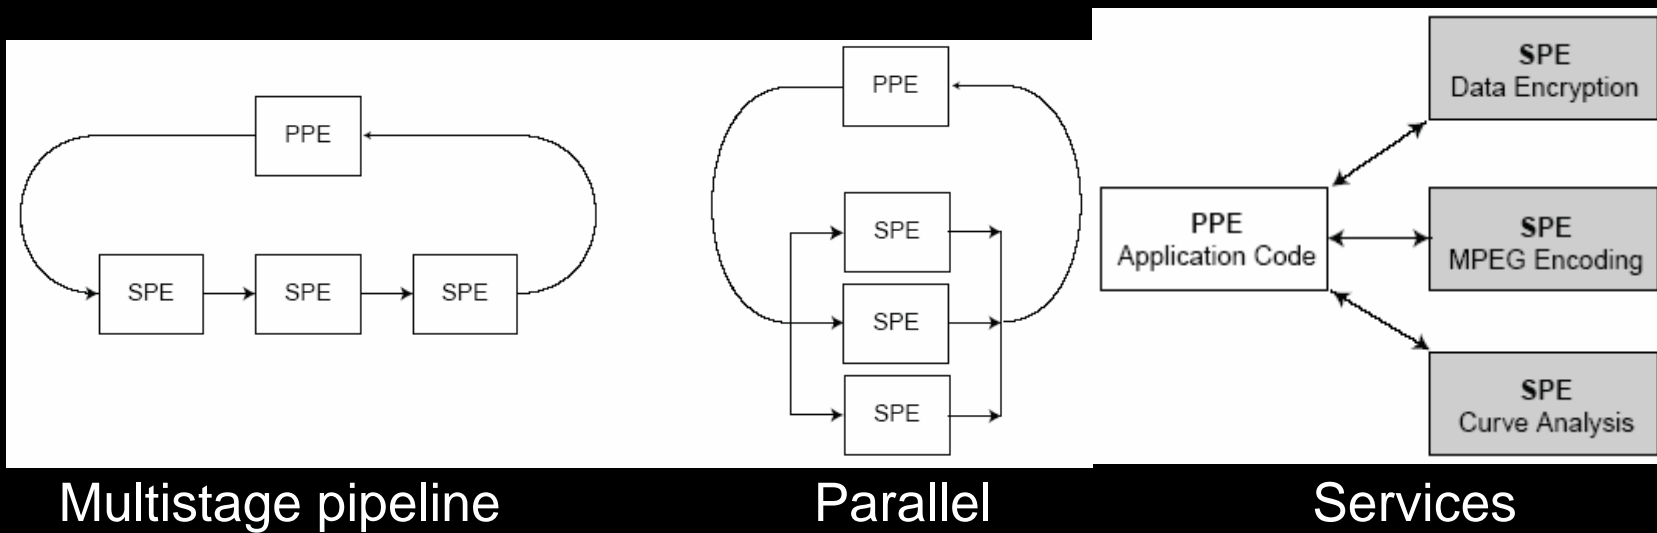 PPE
SPE
SPE
SPE
Multistage pipeline
PPE
SPE
SPE
SPE
Parallel
PPE
Application Code
SPE
Data Encryption
SPE
MPEG Encoding
SPE
Curve Analysis
Services